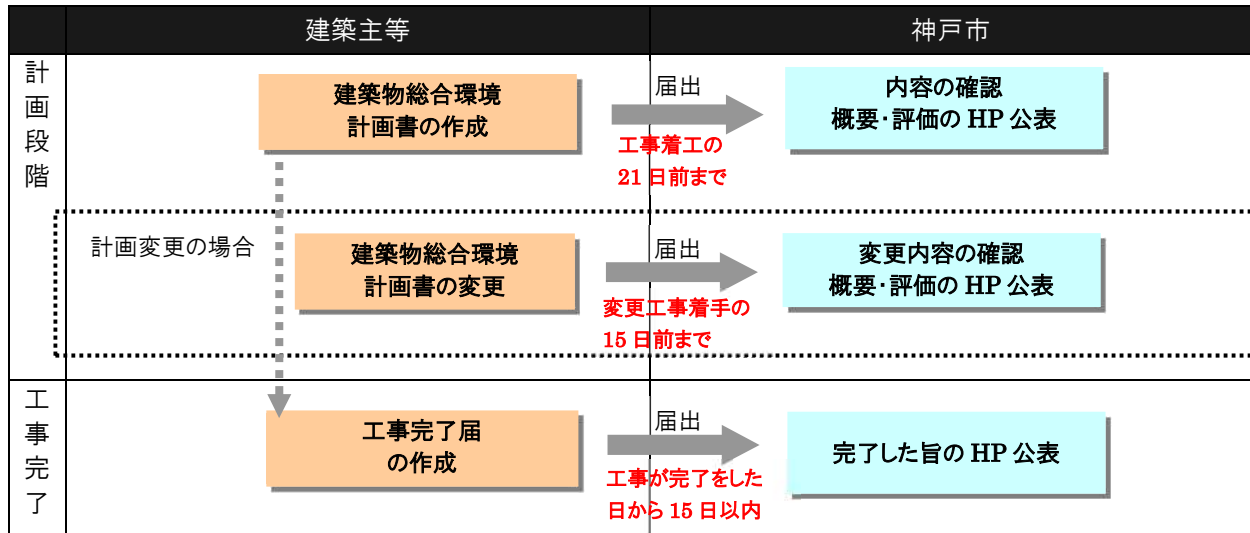 建築主等
神戸市
計画段階
建築物総合環境
計画書の作成
届出
工事着工の
21 日前まで
内容の確認
概要・評価の HP 公表
計画変更の場合
建築物総合環境
計画書の変更
届出
変更工事着手の
15 日前まで
変更内容の確認
概要・評価の HP 公表
工事完了
工事完了届
の作成
届出
工事が完了をした
日から 15 日以内
完了した旨の HP 公表